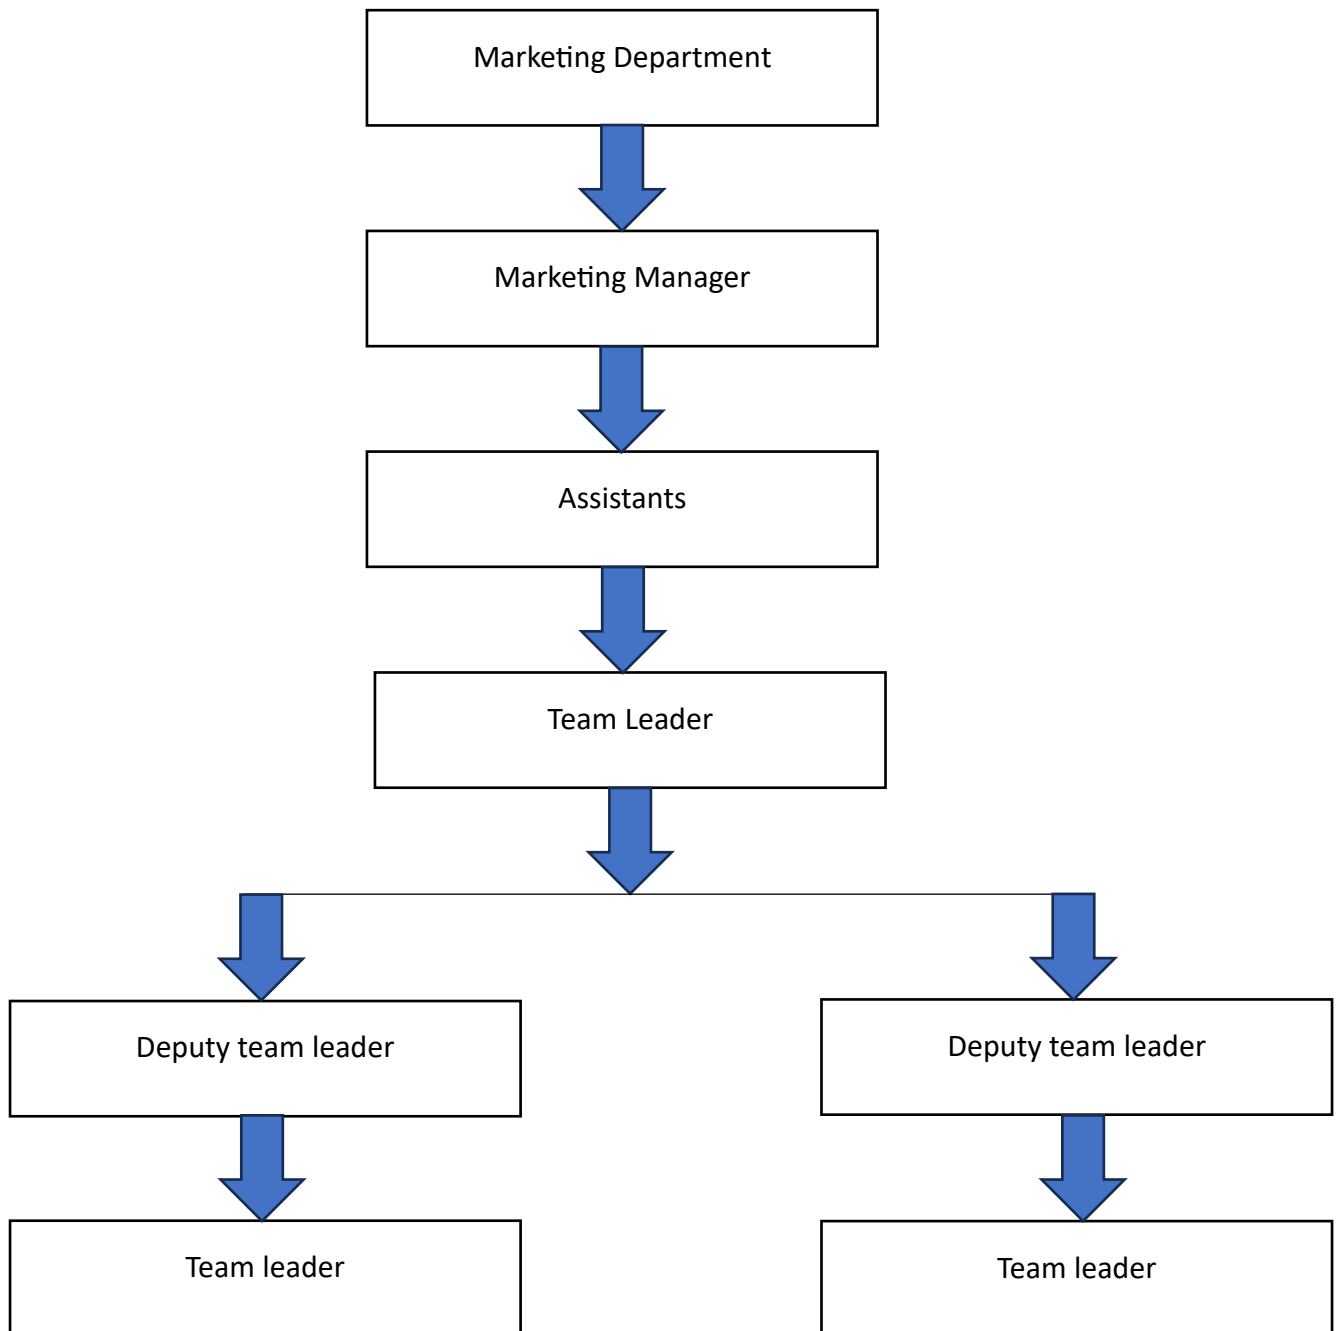 Marketing Department
Marketing Manager
Assistants
Team Leader
Deputy team leader
Deputy team leader
Team leader
Team leader